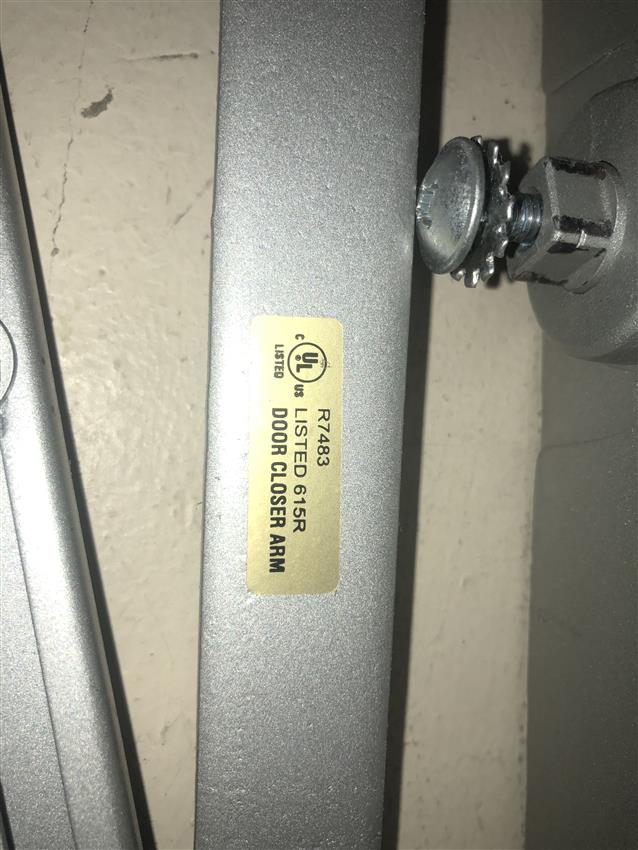 R7483
LISTED 615R
DOOR CLOSER ARM
C UL US
LISTED